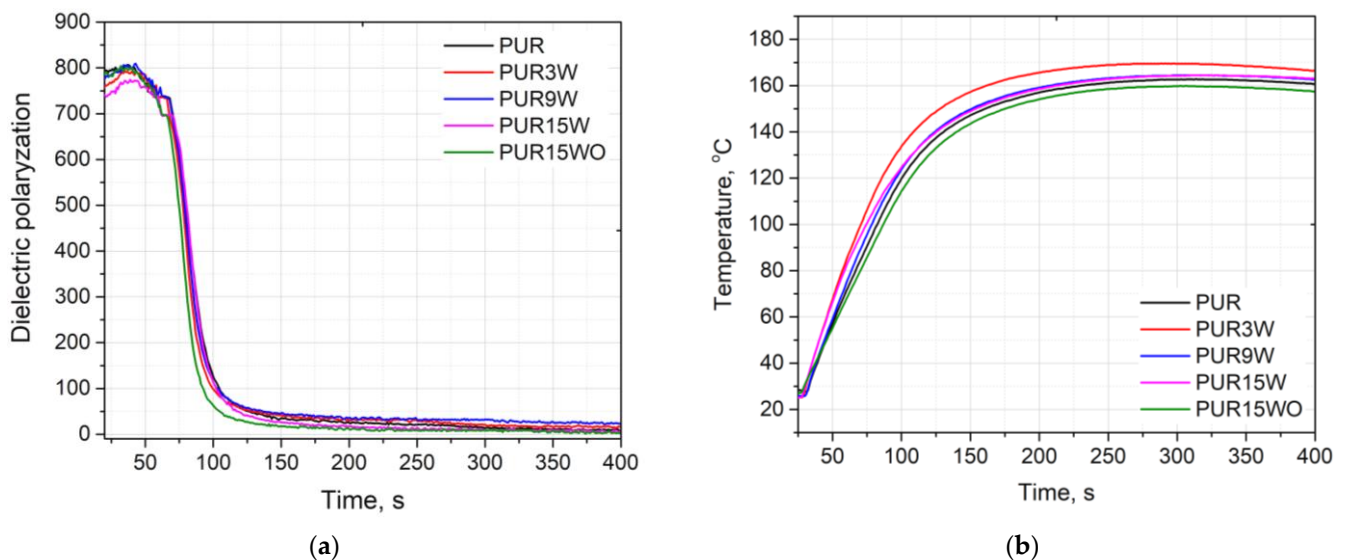 900
800
700
600
500
400
300
200
100
0
50 100 150 200 250 300 350 400
Dielectric polaryzation
Time, s
PUR
PUR3W
PUR9W
PUR15W
PUR15WO
(a)
180
160
140
120
100
80
60
40
20
50 100 150 200 250 300 350 400
Temperature, °C
Time, s
PUR
PUR3W
PUR9W
PUR15W
PUR15WO
(b)